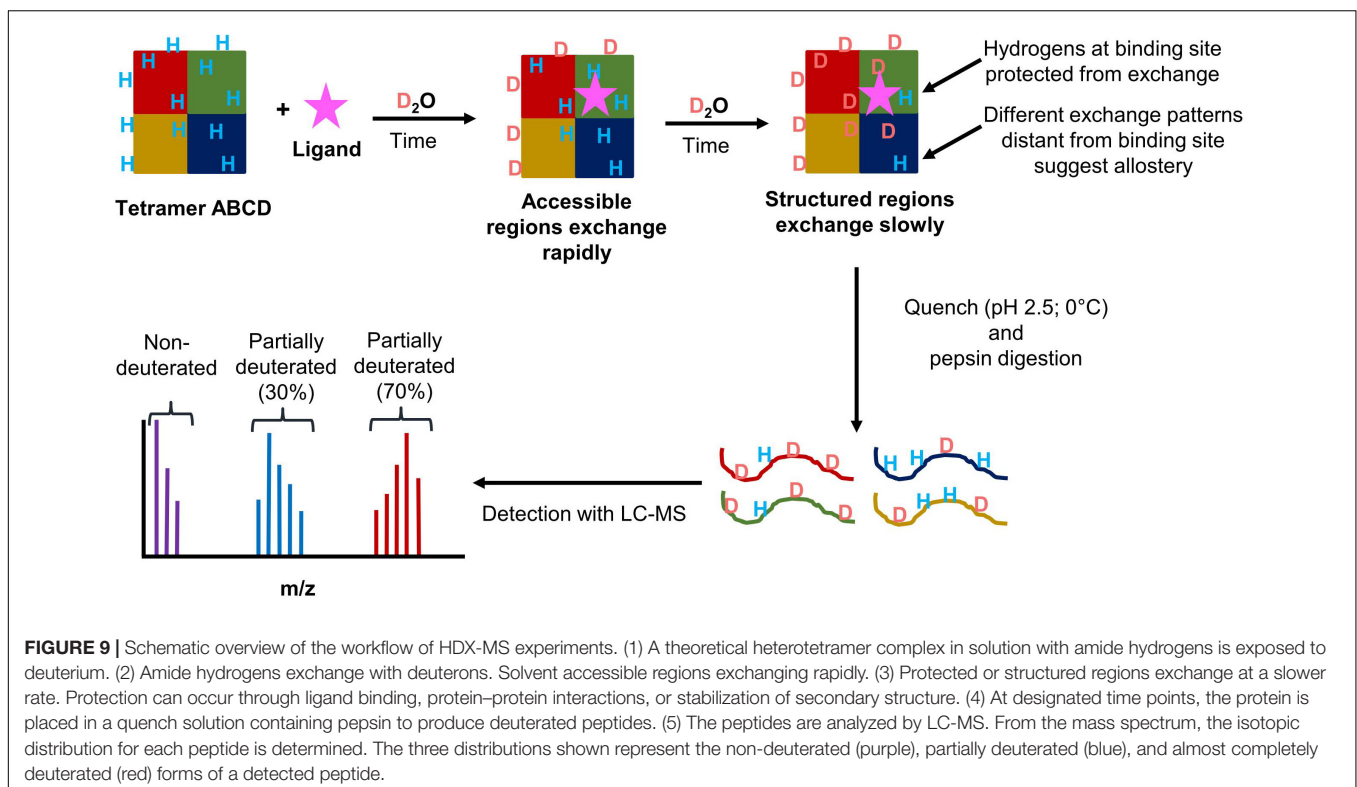 H H H H H H H H H H H
Tetramer ABCD
+
Ligand
D₂O
Time
H D D H D H H D H H D H
Accessible
regions exchange
rapidly
D₂O
Time
D D D D D D H D D D H
Structured regions
exchange slowly
Hydrogens at binding site
protected from exchange
Different exchange patterns
distant from binding site
suggest allostery
Quench (pH 2.5; 0°C)
and
pepsin digestion
D H D D
H H D H
D H D D
D H H D
Detection with LC-MS
Non-
deuterated
Partially
deuterated
(30%)
Partially
deuterated
(70%)
m/z
FIGURE 9 | Schematic overview of the workflow of HDX-MS experiments. (1) A theoretical heterotetramer complex in solution with amide hydrogens is exposed to
deuterium. (2) Amide hydrogens exchange with deuterons. Solvent accessible regions exchanging rapidly. (3) Protected or structured regions exchange at a slower
rate. Protection can occur through ligand binding, protein–protein interactions, or stabilization of secondary structure. (4) At designated time points, the protein is
placed in a quench solution containing pepsin to produce deuterated peptides. (5) The peptides are analyzed by LC-MS. From the mass spectrum, the isotopic
distribution for each peptide is determined. The three distributions shown represent the non-deuterated (purple), partially deuterated (blue), and almost completely
deuterated (red) forms of a detected peptide.